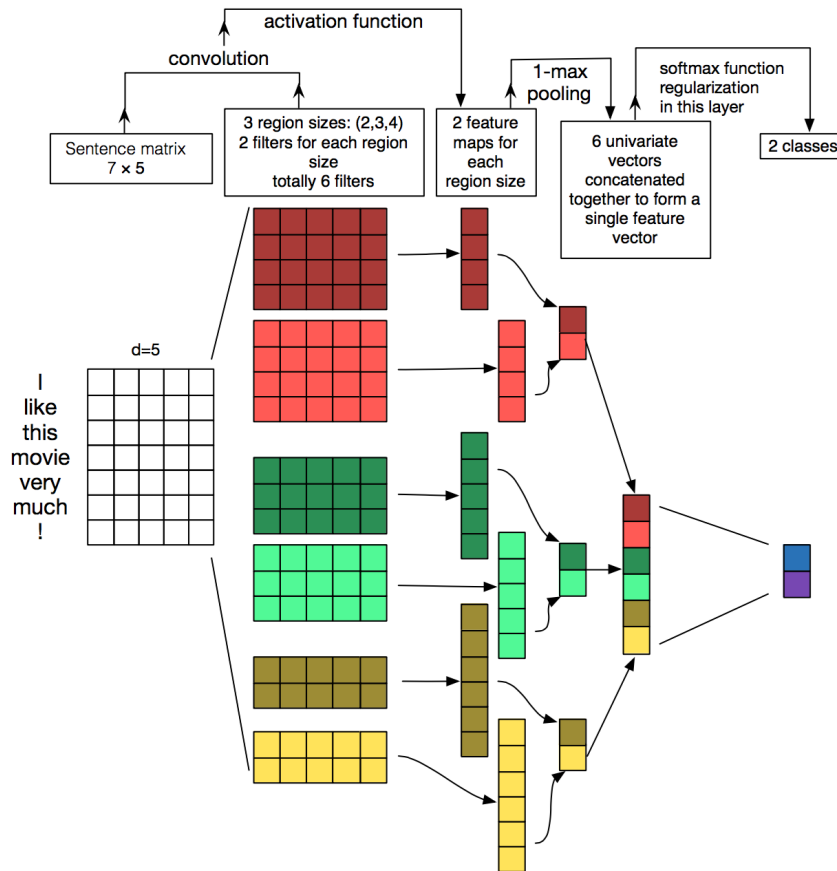 activation function
convolution
1-max
pooling
softmax function
regularization
in this layer
Sentence matrix
7 × 5
3 region sizes: (2,3,4)
2 filters for each region
size
totally 6 filters
2 feature
maps for
each
region size
6 univariate
vectors
concatenated
together to form a
single feature
vector
2 classes
d=5
I
like
this
movie
very
much
!